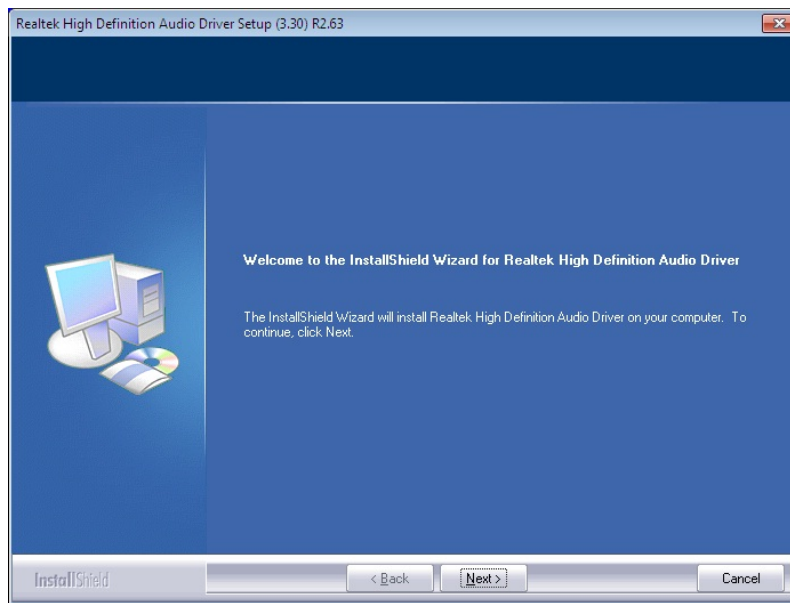 Realtek High Definition Audio Driver Setup (3.30) R2.63
Welcome to the InstallShield Wizard for Realtek High Definition Audio Driver
The InstallShield Wizard will install Realtek High Definition Audio Driver on your computer. To
continue, click Next.
InstallShield
< Back
Next >
Cancel